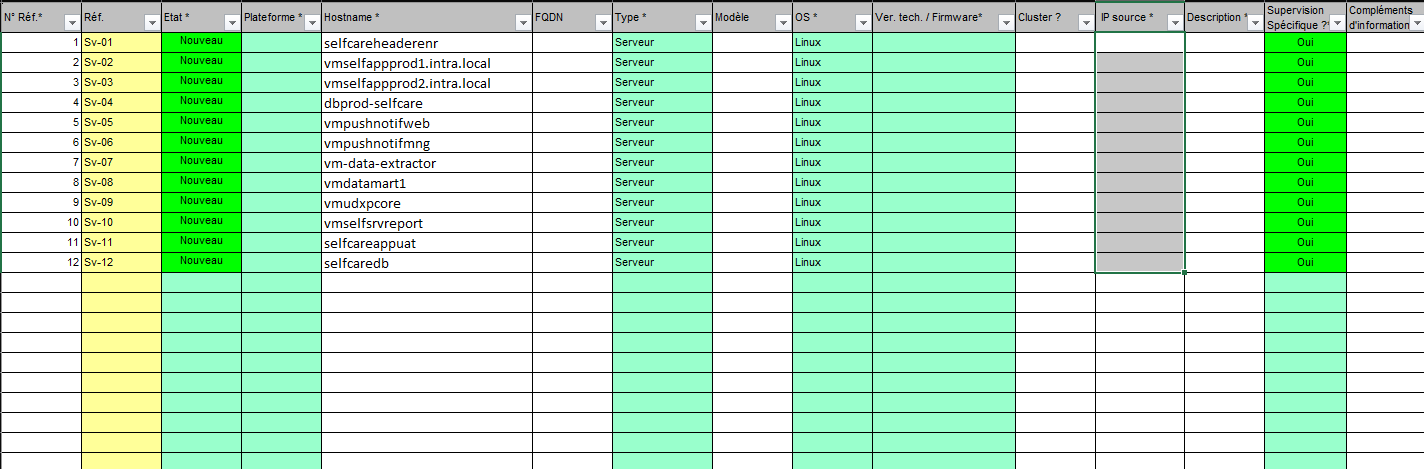 N° Réf.* Réf. Etat * Plateforme * Hostname * FQDN Type * Modèle OS * Ver. tech. / Firmware* Cluster ? IP source * Description * Supervision Spécifique ?* Compléments d'information
1 Sv-01 Nouveau selfcareheaderenr Serveur Linux Oui
2 Sv-02 Nouveau vmselfappprod1.intra.local Serveur Linux Oui
3 Sv-03 Nouveau vmselfappprod2.intra.local Serveur Linux Oui
4 Sv-04 Nouveau dbprod-selfcare Serveur Linux Oui
5 Sv-05 Nouveau vmpushnotifweb Serveur Linux Oui
6 Sv-06 Nouveau vmpushnotifmng Serveur Linux Oui
7 Sv-07 Nouveau vm-data-extractor Serveur Linux Oui
8 Sv-08 Nouveau vmdatamart1 Serveur Linux Oui
9 Sv-09 Nouveau vmudxpcore Serveur Linux Oui
10 Sv-10 Nouveau vmselfsrvreport Serveur Linux Oui
11 Sv-11 Nouveau selfcareappuat Serveur Linux Oui
12 Sv-12 Nouveau selfcaredb Serveur Linux Oui